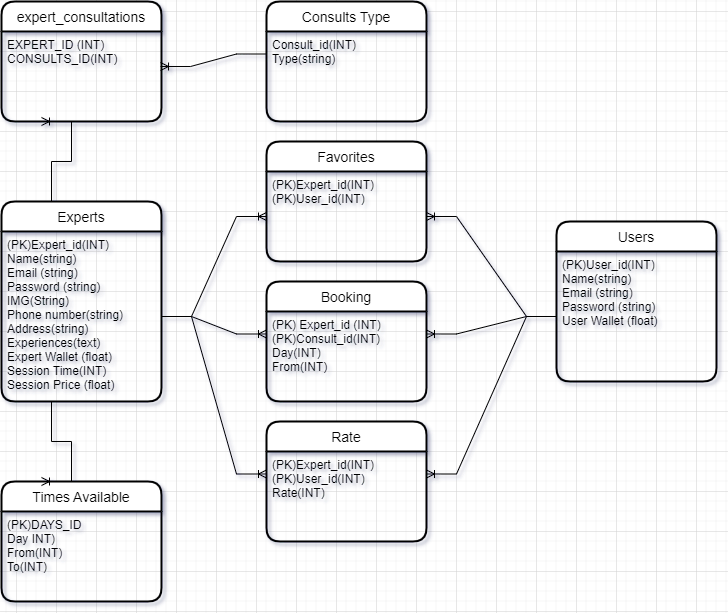 expert_consultations
EXPERT_ID (INT)
CONSULTS_ID(INT)
Consults Type
Consult_id(INT)
Type(string)
Favorites
(PK)Expert_id(INT)
(PK)User_id(INT)
Experts
(PK)Expert_id(INT)
Name(string)
Email (string)
Password (string)
IMG(String)
Phone number(string)
Address(string)
Experiences(text)
Expert Wallet (float)
Session Time(INT)
Session Price (float)
Users
(PK)User_id(INT)
Name(string)
Email (string)
Password (string)
User Wallet (float)
Booking
(PK) Expert_id (INT)
(PK)Consult_id(INT)
Day(INT)
From(INT)
Rate
(PK)Expert_id(INT)
(PK)User_id(INT)
Rate(INT)
Times Available
(PK)DAYS_ID
Day INT)
From(INT)
To(INT)